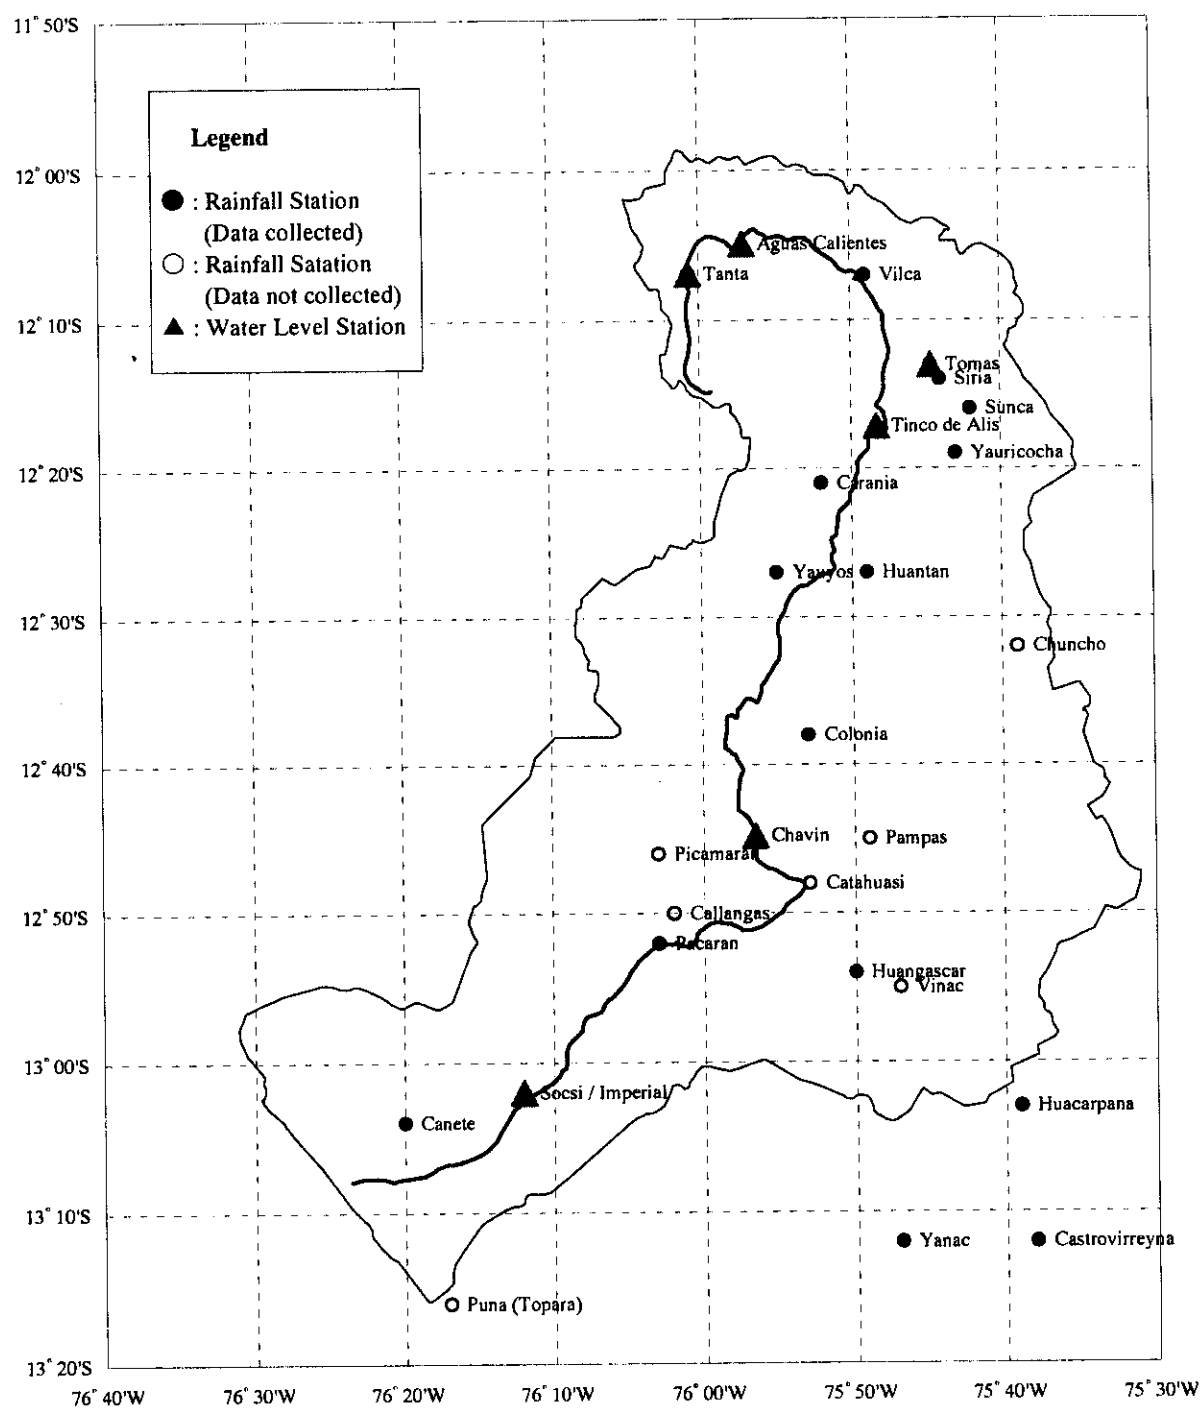 11°50'S
Legend
12°00'S
● : Rainfall Station
(Data collected)
○ : Rainfall Satation
(Data not collected)
▲ : Water Level Station
Aguas Calientes
Tanta
Vilca
12°10'S
Tomas
Siria
Sunca
Tinco de Alis
Yauricocha
12°20'S
Carania
Yauyos
Huantan
12°30'S
Chuncho
Colonia
12°40'S
Chavin
Pampas
Picamaran
Catahuasi
12°50'S
Callangas
Pacaran
Huangascar
Vinac
13°00'S
Socsi / Imperial
Huacarpana
Canete
13°10'S
Yanac
Castrovirreyna
Puna (Topara)
13°20'S
76°40'W 76°30'W 76°20'W 76°10'W 76°00'W 75°50'W 75°40'W 75°30'W